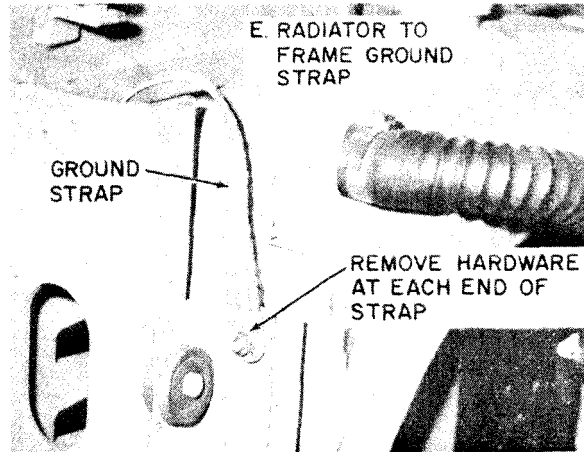 E. RADIATOR TO
FRAME GROUND
STRAP
GROUND
STRAP
REMOVE HARDWARE
AT EACH END OF
STRAP